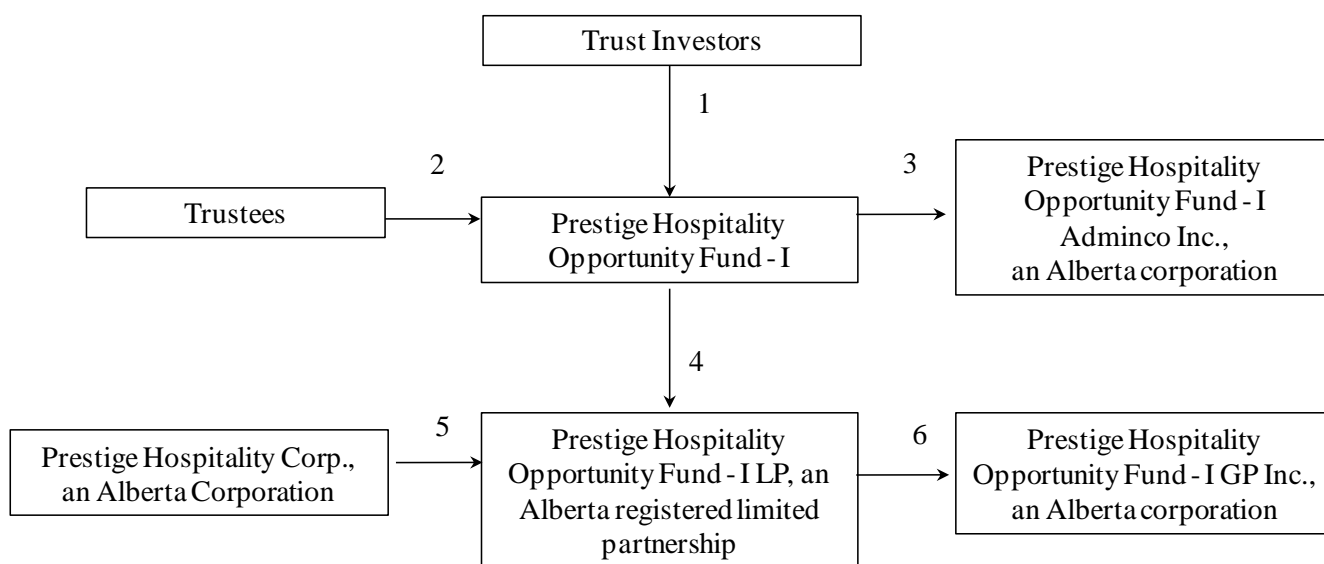 Trust Investors
1
2
3
Trustees
Prestige Hospitality
Opportunity Fund - I
Prestige Hospitality
Opportunity Fund - I
Adminco Inc.,
an Alberta corporation
4
5
6
Prestige Hospitality Corp.,
an Alberta Corporation
Prestige Hospitality
Opportunity Fund - I LP, an
Alberta registered limited
partnership
Prestige Hospitality
Opportunity Fund - I GP Inc.,
an Alberta corporation